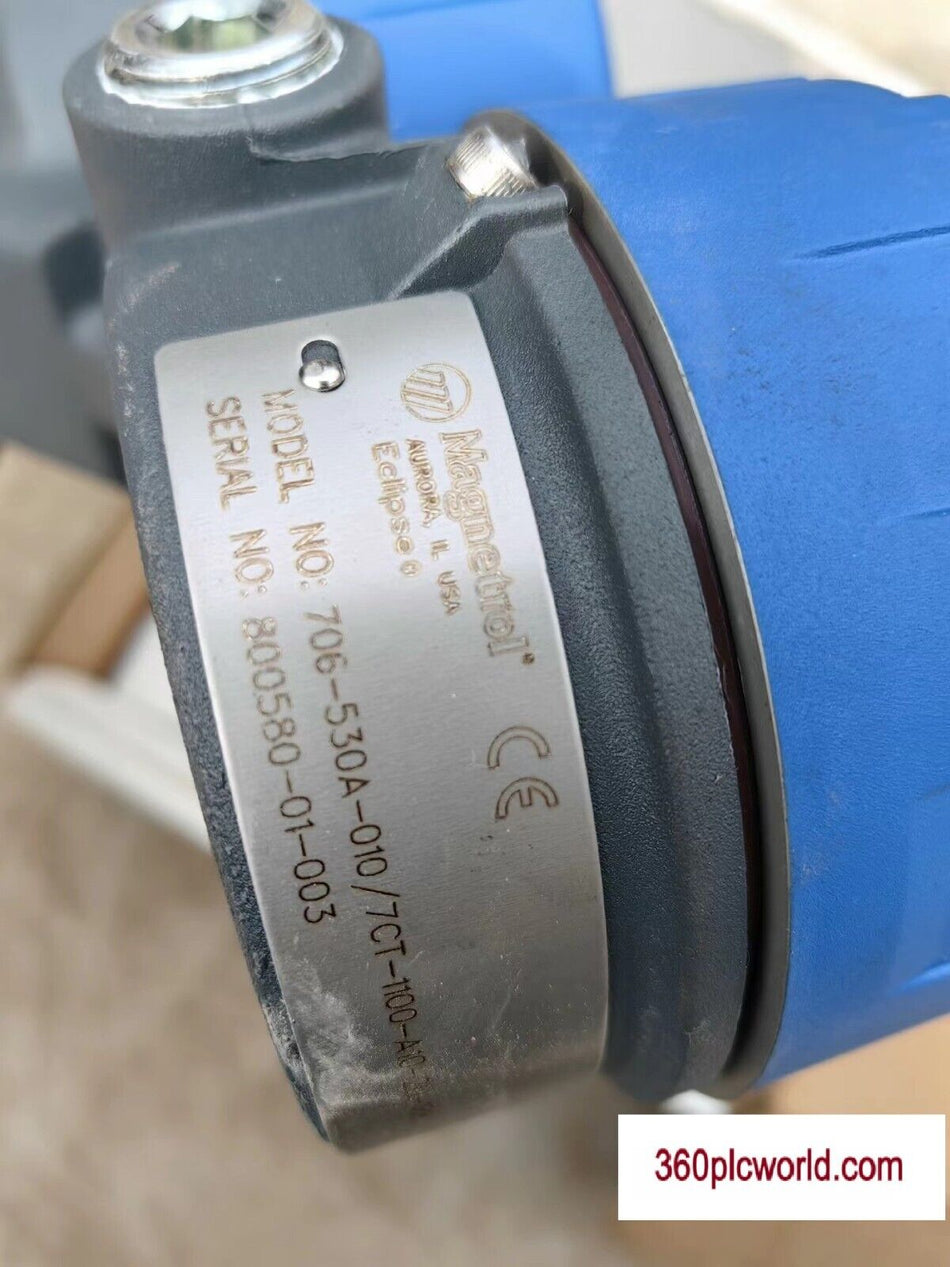 Magnetrol®
AURORA, IL USA
Eclipse®
CE
MODEL NO: 706-530A-010/7CT-1100-A10-
SERIAL NO: 800580-01-003
360plcworld.com